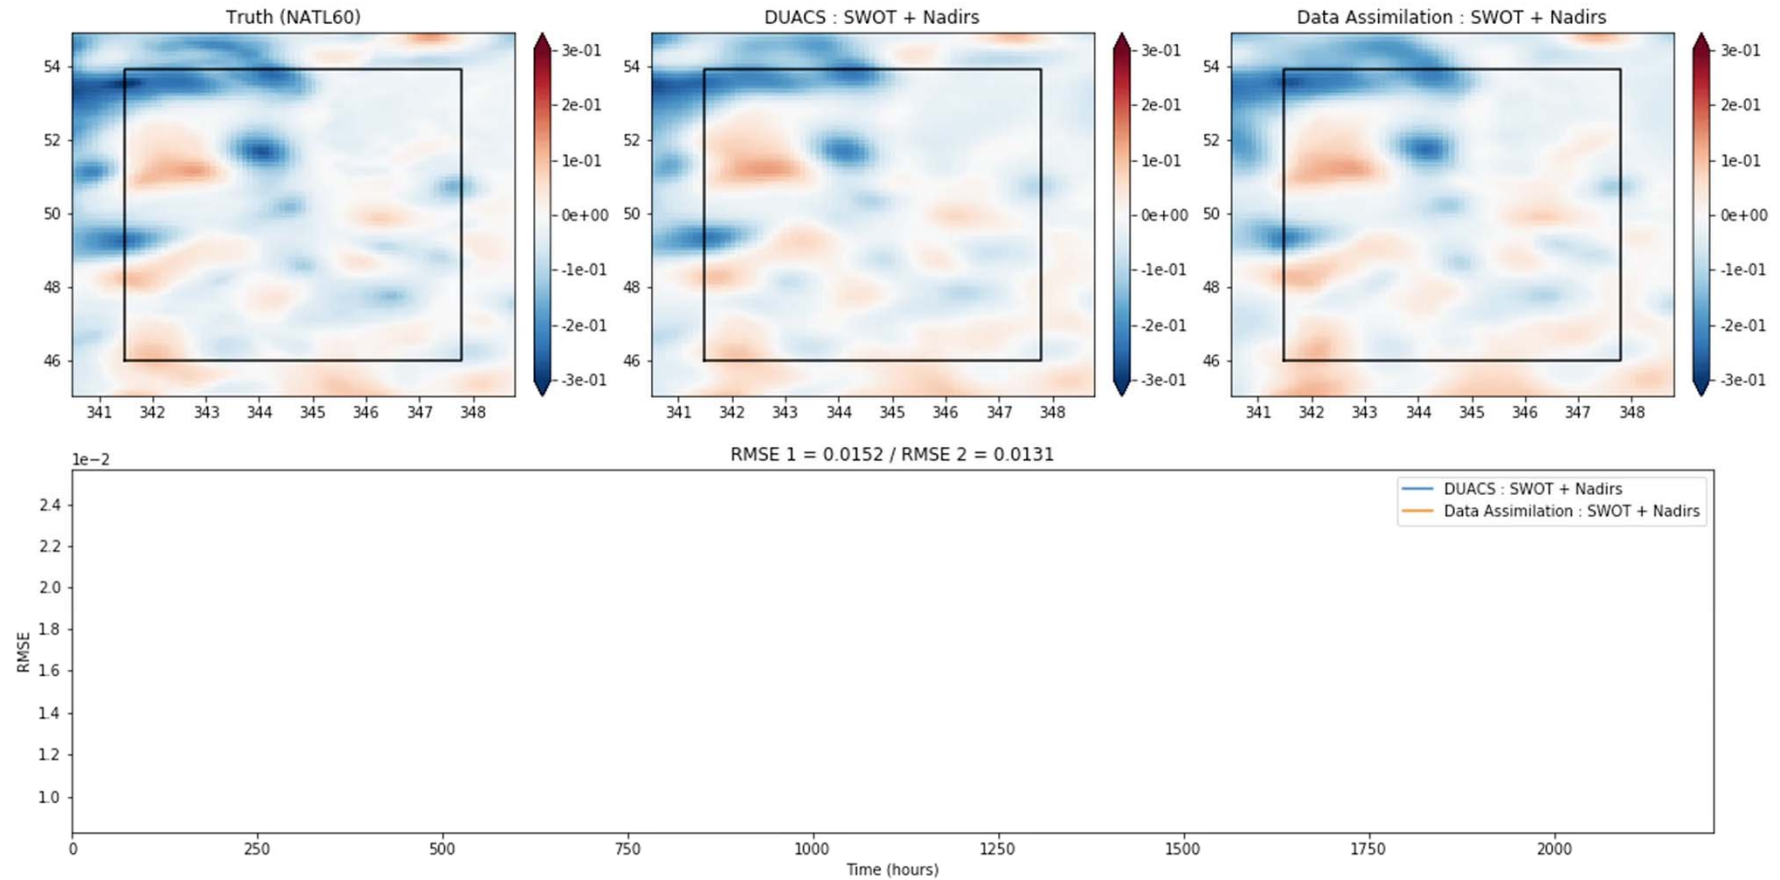 Truth (NATL60)
DUACS : SWOT + Nadirs
Data Assimilation : SWOT + Nadirs
54
52
50
48
46
341 342 343 344 345 346 347 348
3e-01
2e-01
1e-01
0e+00
-1e-01
-2e-01
-3e-01
54
52
50
48
46
341 342 343 344 345 346 347 348
3e-01
2e-01
1e-01
0e+00
-1e-01
-2e-01
-3e-01
54
52
50
48
46
341 342 343 344 345 346 347 348
3e-01
2e-01
1e-01
0e+00
-1e-01
-2e-01
-3e-01
RMSE 1 = 0.0152 / RMSE 2 = 0.0131
1e−2
DUACS : SWOT + Nadirs
Data Assimilation : SWOT + Nadirs
2.4
2.2
2.0
1.8
1.6
1.4
1.2
1.0
RMSE
0 250 500 750 1000 1250 1500 1750 2000
Time (hours)